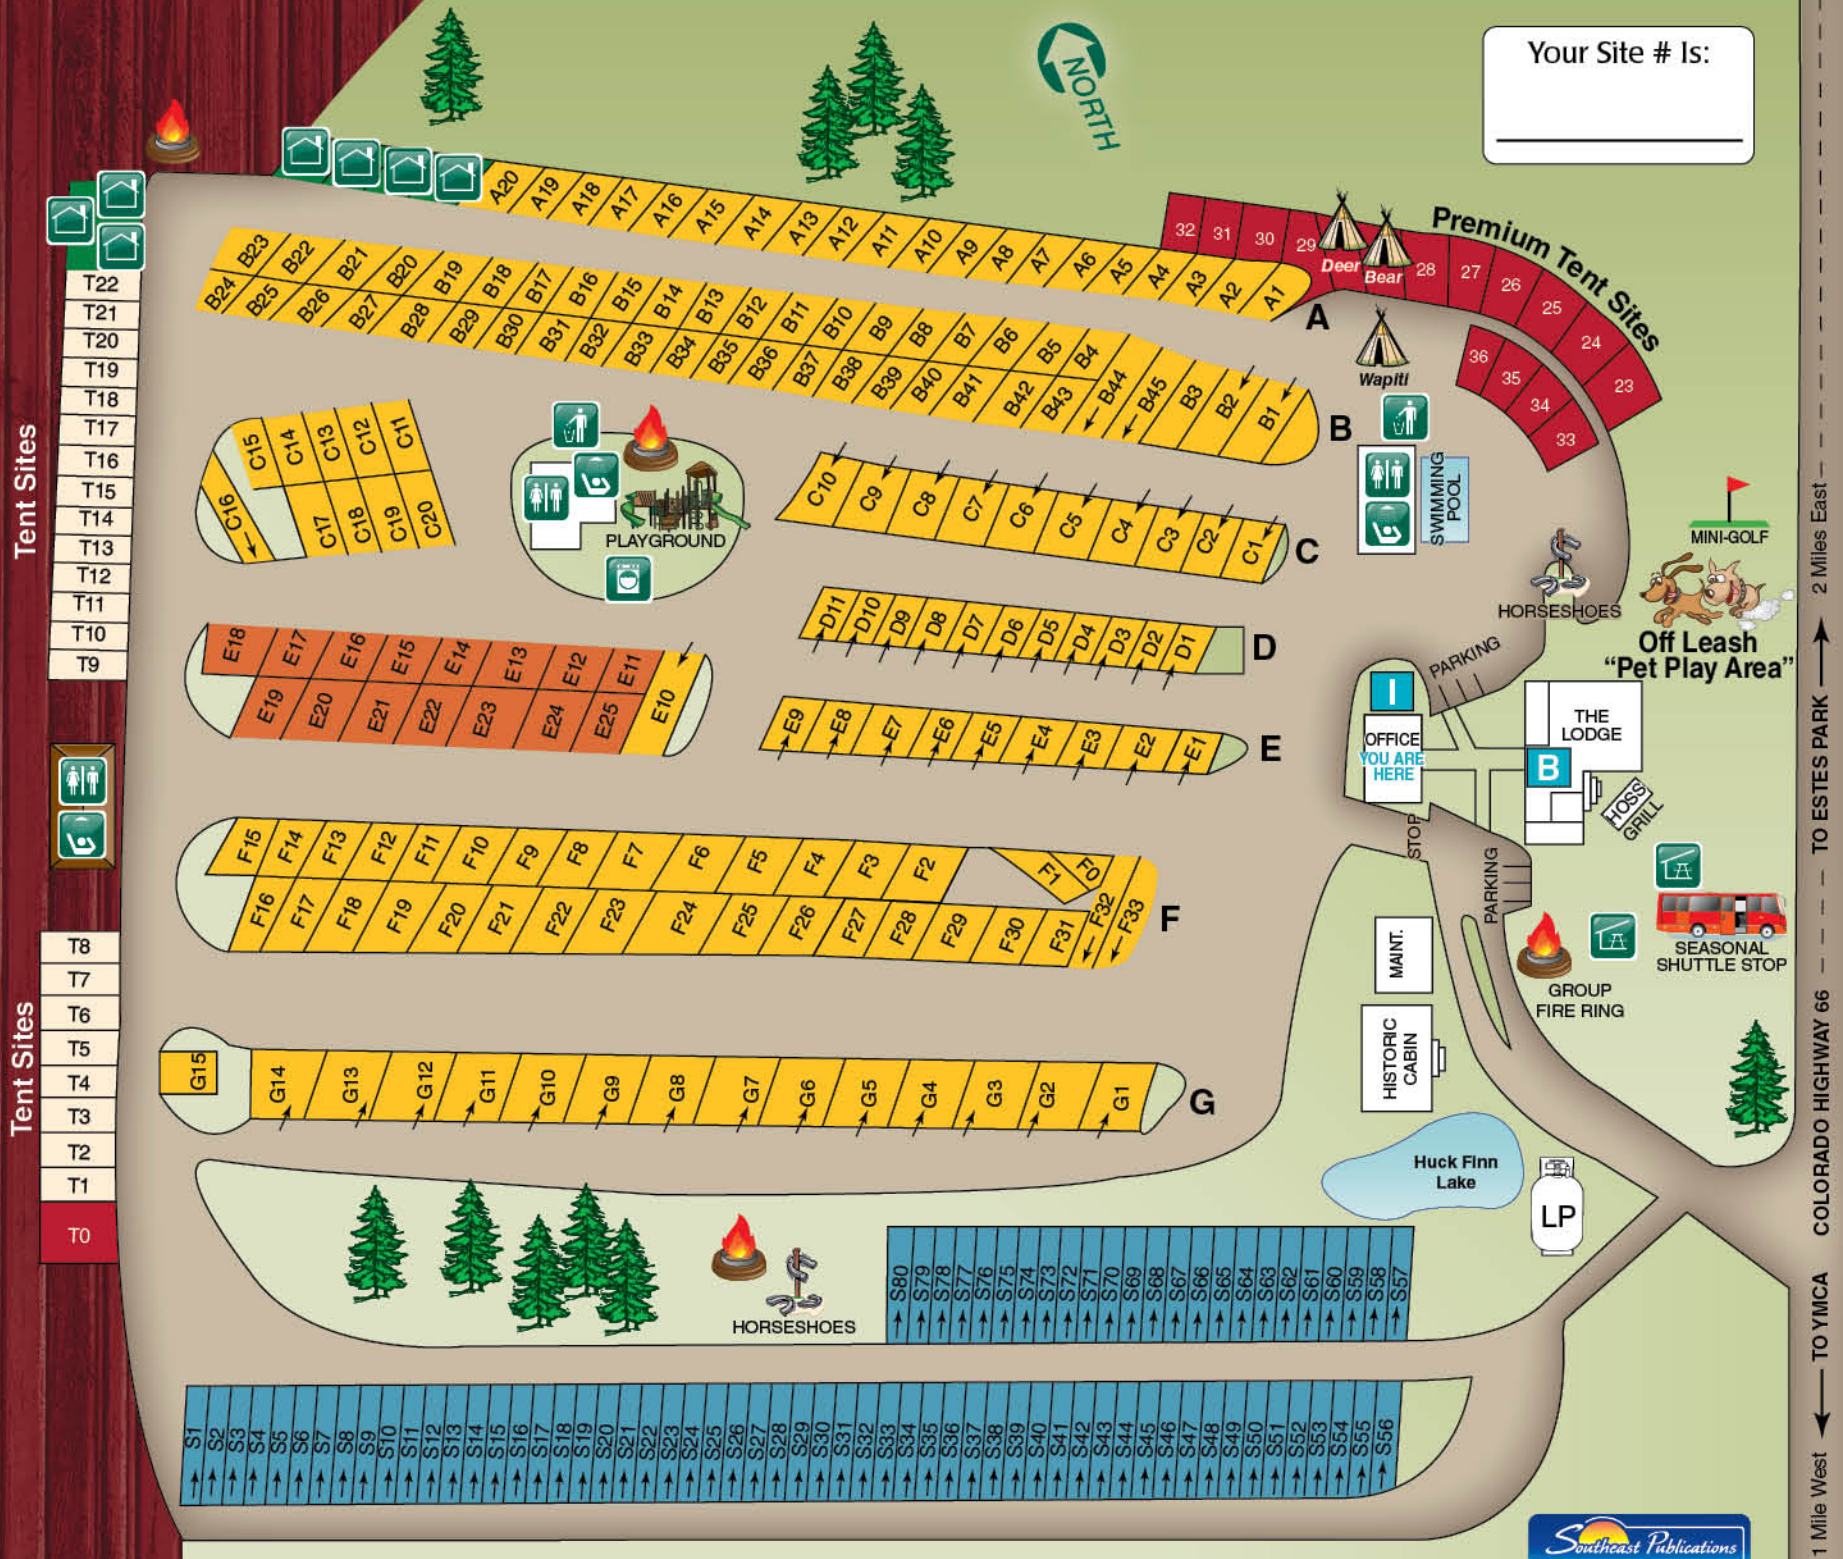 NORTH
Your Site # Is:
A20 A19 A18 A17 A16 A15 A14 A13 A12 A11 A10 A9 A8 A7 A6 A5 A4 A3 A2 A1
A
32 31 30 29 28 27 26 25 24 23
Deer
Bear
Premium Tent Sites
36 35 34 33
Wapiti
B23 B22 B21 B20 B19 B18 B17 B16 B15 B14 B13 B12 B11 B10 B9 B8 B7 B6 B5 B4
B24 B25 B26 B27 B28 B29 B30 B31 B32 B33 B34 B35 B36 B37 B38 B39 B40 B41 B42 B43 B44 B45 B3 B2 B1
B
Tent Sites
T22
T21
T20
T19
T18
T17
T16
T15
T14
T13
T12
T11
T10
T9
C15 C14 C13 C12 C11
C16 C17 C18 C19 C20
PLAYGROUND
C10 C9 C8 C7 C6 C5 C4 C3 C2 C1
C
SWIMMING
POOL
MINI-GOLF
HORSESHOES
Off Leash
“Pet Play Area”
D11 D10 D9 D8 D7 D6 D5 D4 D3 D2 D1
D
E18 E17 E16 E15 E14 E13 E12 E11
E19 E20 E21 E22 E23 E24 E25 E10
E9 E8 E7 E6 E5 E4 E3 E2 E1
E
PARKING
I
OFFICE
YOU ARE
HERE
THE
LODGE
B
HOSS
GRILL
STOP
PARKING
F15 F14 F13 F12 F11 F10 F9 F8 F7 F6 F5 F4 F3 F2 F1 F0
F16 F17 F18 F19 F20 F21 F22 F23 F24 F25 F26 F27 F28 F29 F30 F31 F32 F33
F
MAINT.
HISTORIC
CABIN
GROUP
FIRE RING
SEASONAL
SHUTTLE STOP
Tent Sites
T8
T7
T6
T5
T4
T3
T2
T1
T0
G15 G14 G13 G12 G11 G10 G9 G8 G7 G6 G5 G4 G3 G2 G1
G
Huck Finn
Lake
LP
HORSESHOES
S80 S79 S78 S77 S76 S75 S74 S73 S72 S71 S70 S69 S68 S67 S66 S65 S64 S63 S62 S61 S60 S59 S58 S57
S1 S2 S3 S4 S5 S6 S7 S8 S9 S10 S11 S12 S13 S14 S15 S16 S17 S18 S19 S20 S21 S22 S23 S24 S25 S26 S27 S28 S29 S30 S31 S32 S33 S34 S35 S36 S37 S38 S39 S40 S41 S42 S43 S44 S45 S46 S47 S48 S49 S50 S51 S52 S53 S54 S55 S56
1 Mile West TO YMCA COLORADO HIGHWAY 66 TO ESTES PARK 2 Miles East
Southeast Publications